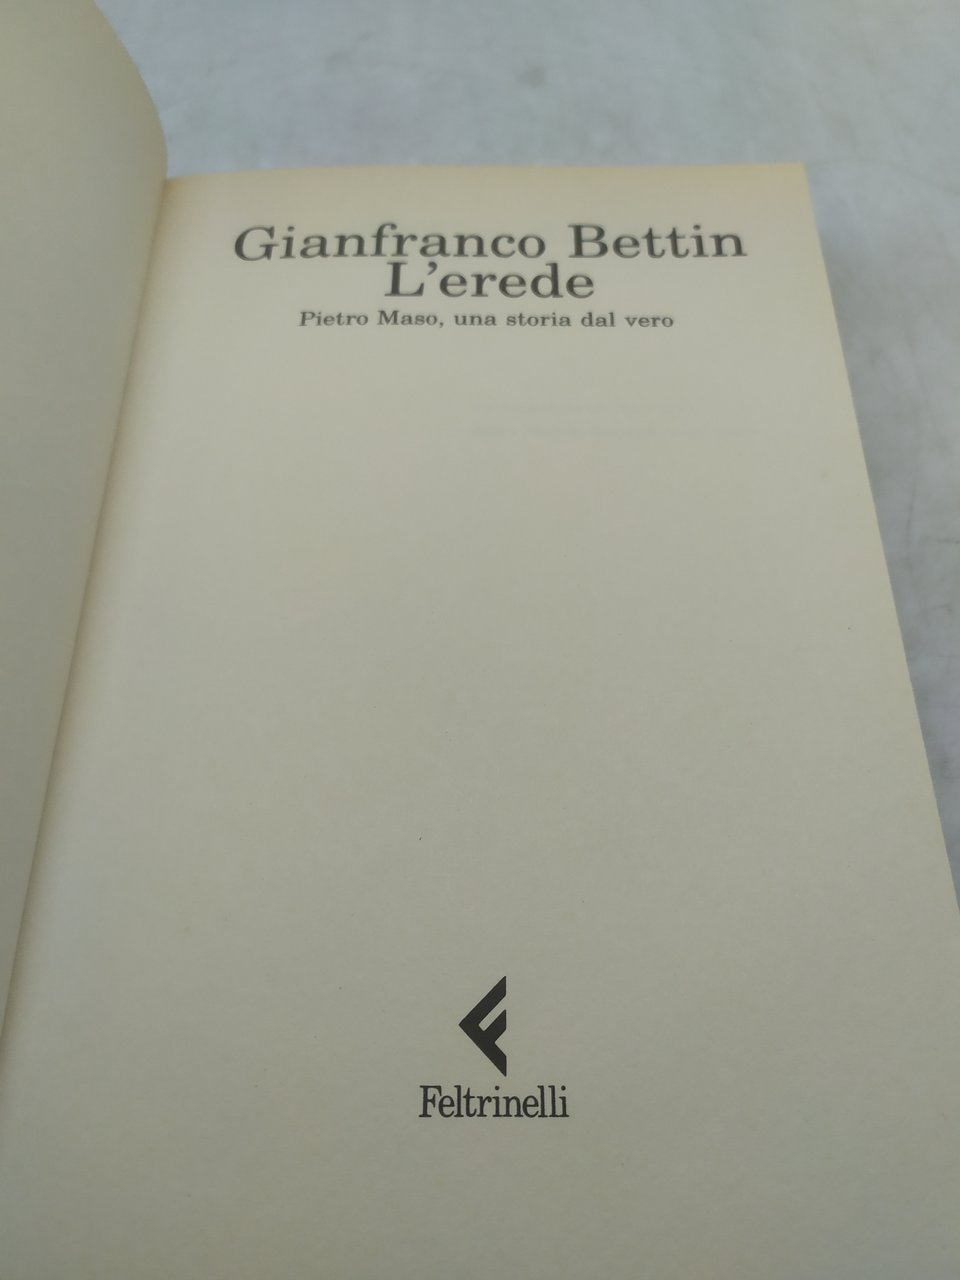 Gianfranco Bettin
L'erede
Pietro Maso, una storia dal vero
Feltrinelli